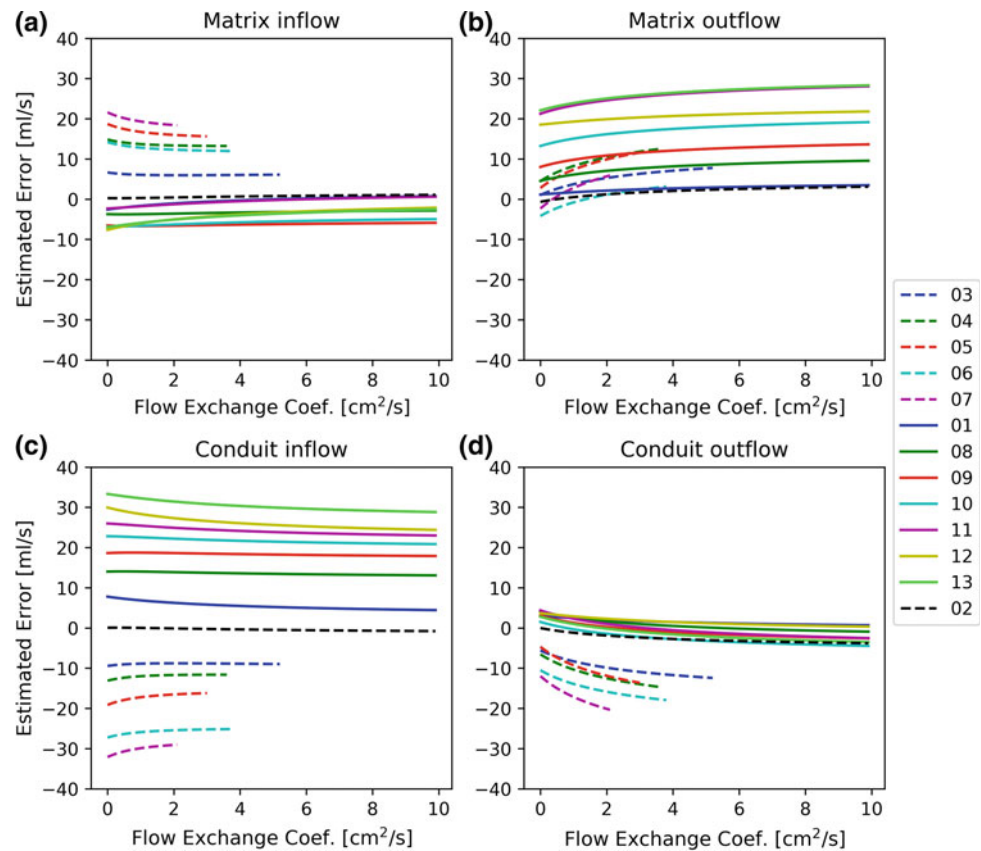 (a)
Matrix inflow
40
30
20
10
0
−10
−20
−30
−40
Estimated Error [ml/s]
0 2 4 6 8 10
Flow Exchange Coef. [cm²/s]
(b)
Matrix outflow
40
30
20
10
0
−10
−20
−30
−40
0 2 4 6 8 10
Flow Exchange Coef. [cm²/s]
(c)
Conduit inflow
40
30
20
10
0
−10
−20
−30
−40
Estimated Error [ml/s]
0 2 4 6 8 10
Flow Exchange Coef. [cm²/s]
(d)
Conduit outflow
40
30
20
10
0
−10
−20
−30
−40
0 2 4 6 8 10
Flow Exchange Coef. [cm²/s]
03
04
05
06
07
01
08
09
10
11
12
13
02